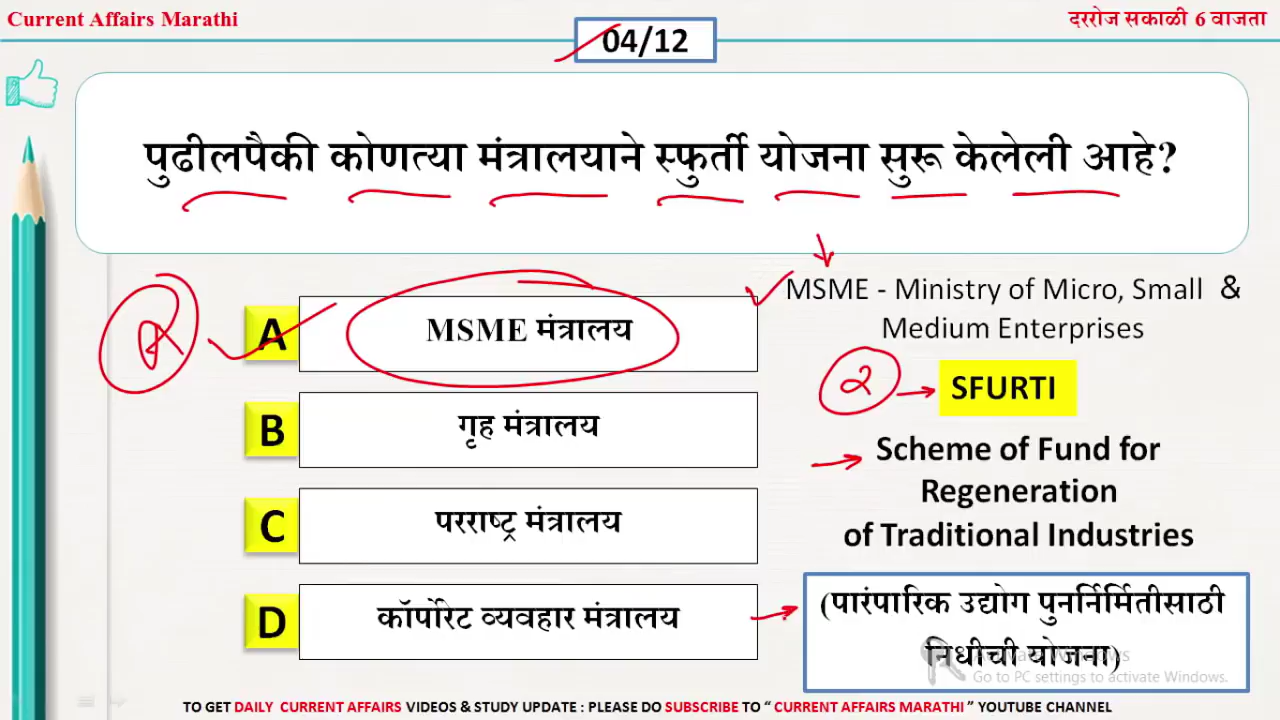 Current Affairs Marathi
दररोज सकाळी 6 वाजता
04/12
पुढीलपैकी कोणत्या मंत्रालयाने स्फुर्ती योजना सुरू केलेली आहे?
A
MSME मंत्रालय
B
गृह मंत्रालय
C
परराष्ट्र मंत्रालय
D
कॉर्पोरेट व्यवहार मंत्रालय
MSME - Ministry of Micro, Small &
Medium Enterprises
२
SFURTI
Scheme of Fund for
Regeneration
of Traditional Industries
(पारंपारिक उद्योग पुनर्निर्मितीसाठी
निधीची योजना)
Activate Windows
Go to PC settings to activate Windows.
TO GET DAILY CURRENT AFFAIRS VIDEOS & STUDY UPDATE : PLEASE DO SUBSCRIBE TO “ CURRENT AFFAIRS MARATHI ” YOUTUBE CHANNEL